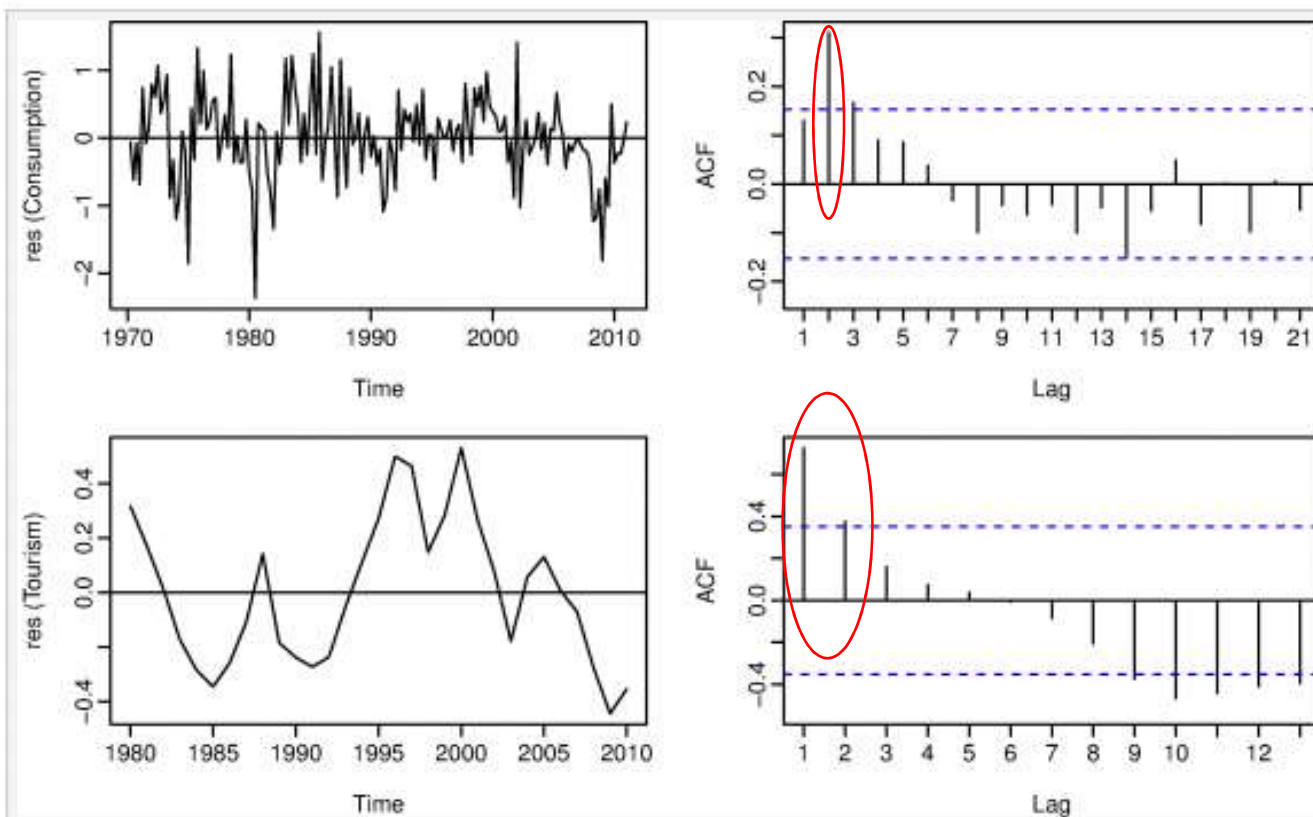 res (Consumption)
1
0
−1
−2
1970 1980 1990 2000 2010
Time
ACF
0.2
0.0
−0.2
1 3 5 7 9 11 13 15 17 19 21
Lag
res (Tourism)
0.4
0.2
0.0
−0.4
1980 1985 1990 1995 2000 2005 2010
Time
ACF
0.4
0.0
−0.4
1 2 3 4 5 6 7 8 9 10 12
Lag